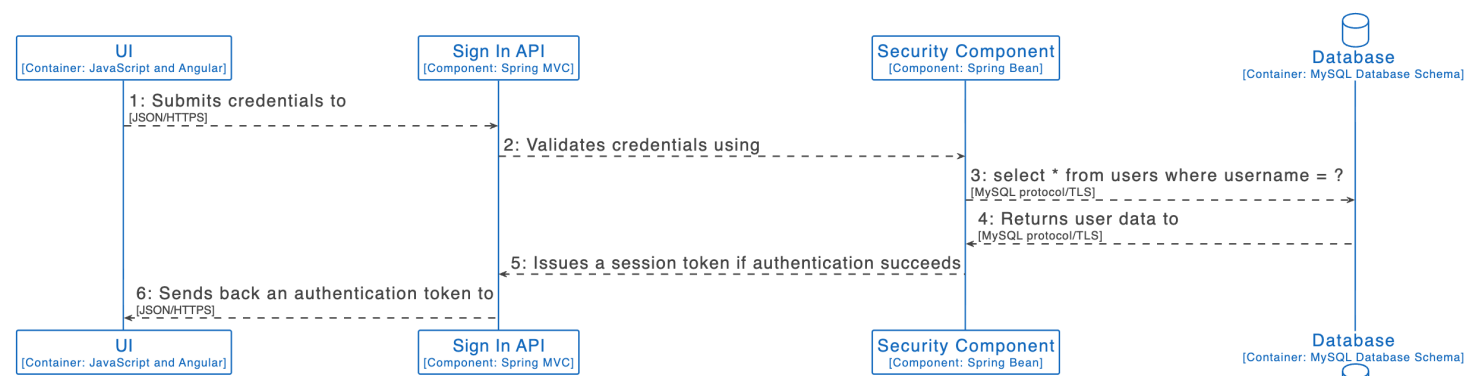 UI
[Container: JavaScript and Angular]
Sign In API
[Component: Spring MVC]
Security Component
[Component: Spring Bean]
Database
[Container: MySQL Database Schema]
1: Submits credentials to
[JSON/HTTPS]
2: Validates credentials using
3: select * from users where username = ?
[MySQL protocol/TLS]
4: Returns user data to
[MySQL protocol/TLS]
5: Issues a session token if authentication succeeds
6: Sends back an authentication token to
[JSON/HTTPS]
UI
[Container: JavaScript and Angular]
Sign In API
[Component: Spring MVC]
Security Component
[Component: Spring Bean]
Database
[Container: MySQL Database Schema]